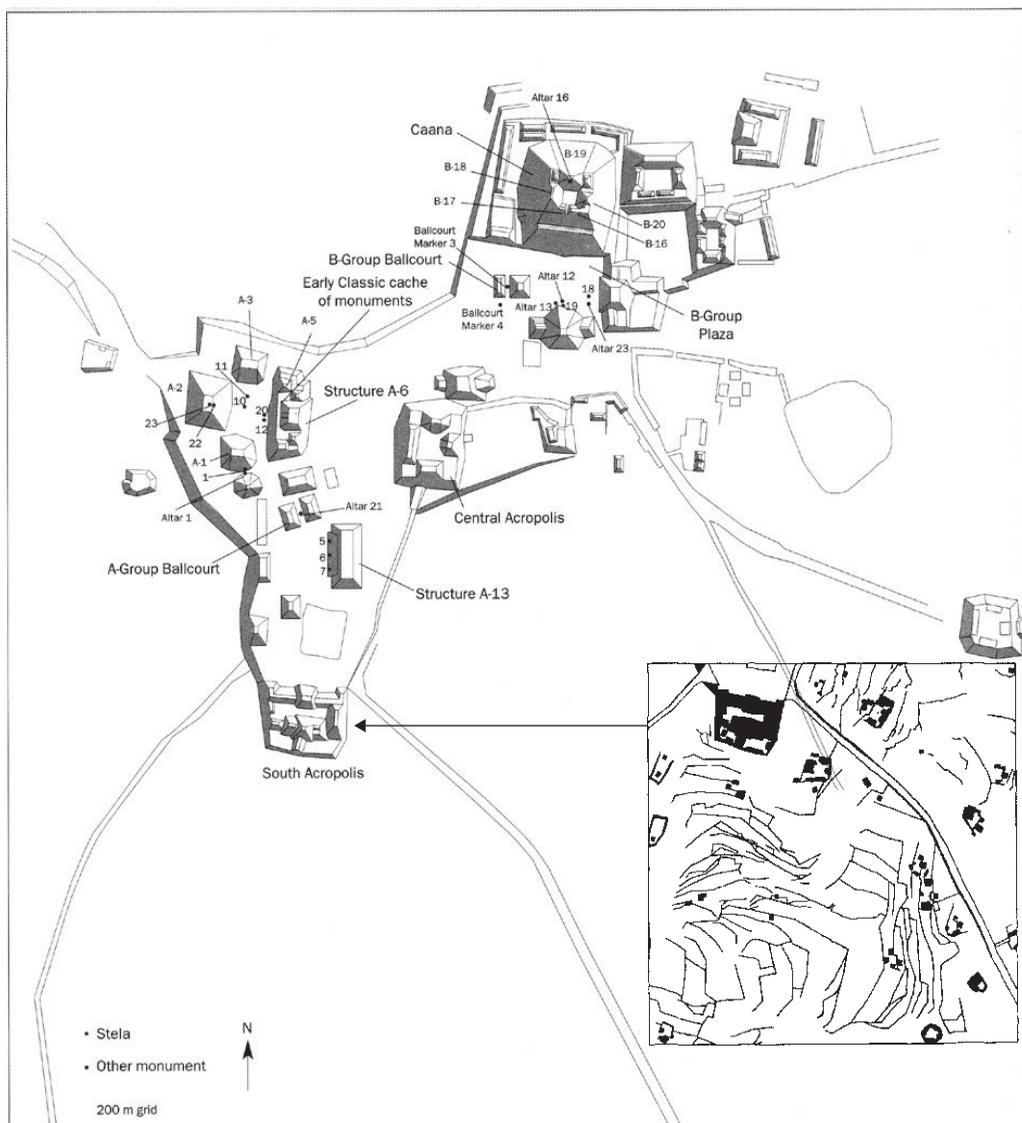 Altar 16
Caana
B-19
B-18
B-17
B-20
B-16
Ballcourt
Marker 3
B-Group Ballcourt
Altar 12
18
Early Classic cache
of monuments
Altar 13
19
Ballcourt
Marker 4
B-Group
Plaza
Altar 23
A-3
A-5
11
A-2
10
Structure A-6
20
23
12
22
A-1
1
Altar 1
Altar 21
Central Acropolis
5
A-Group Ballcourt
6
7
Structure A-13
South Acropolis
• Stela
N
• Other monument
200 m grid